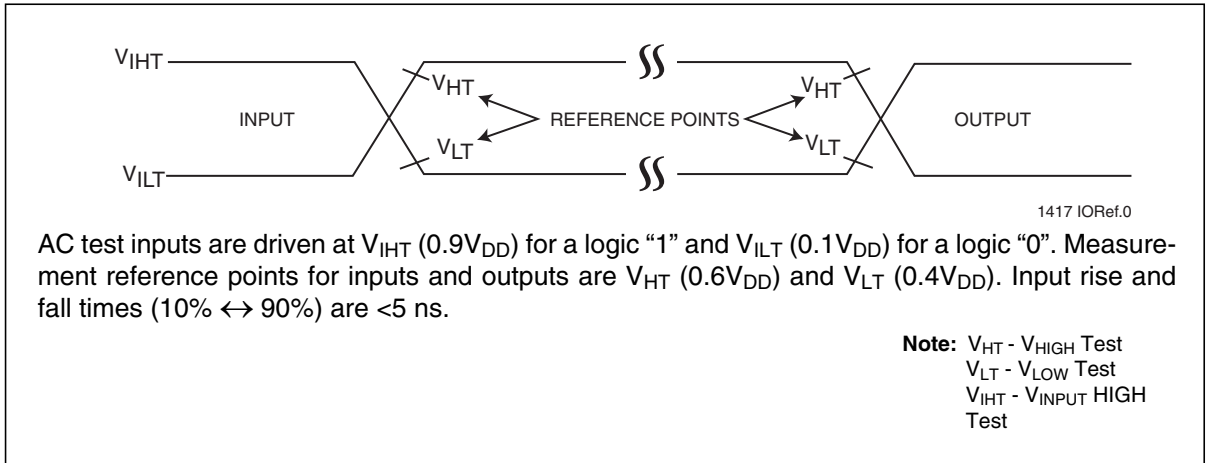 VIHT
VHT
VHT
INPUT
REFERENCE POINTS
OUTPUT
VLT
VLT
VILT
1417 IORef.0
AC test inputs are driven at VIHT (0.9VDD) for a logic “1” and VILT (0.1VDD) for a logic “0”. Measure-
ment reference points for inputs and outputs are VHT (0.6VDD) and VLT (0.4VDD). Input rise and
fall times (10% ↔ 90%) are <5 ns.
Note: VHT - VHIGH Test
VLT - VLOW Test
VIHT - VINPUT HIGH
Test